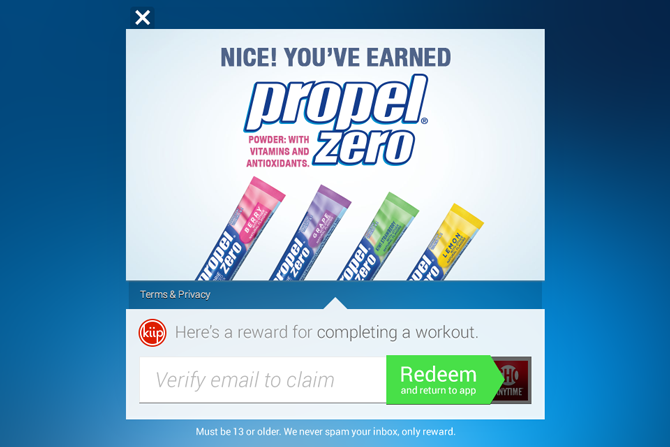 NICE! YOU'VE EARNED
propel®
POWDER: WITH
VITAMINS AND
ANTIOXIDANTS.
zero
BERRY
GRAPE
LEMON
propel
zero
propel
zero
propel
zero
propel
zero
Terms & Privacy
kiip
Here's a reward for completing a workout.
Verify email to claim
Redeem
and return to app
HO
ANYTIME
Must be 13 or older. We never spam your inbox, only reward.